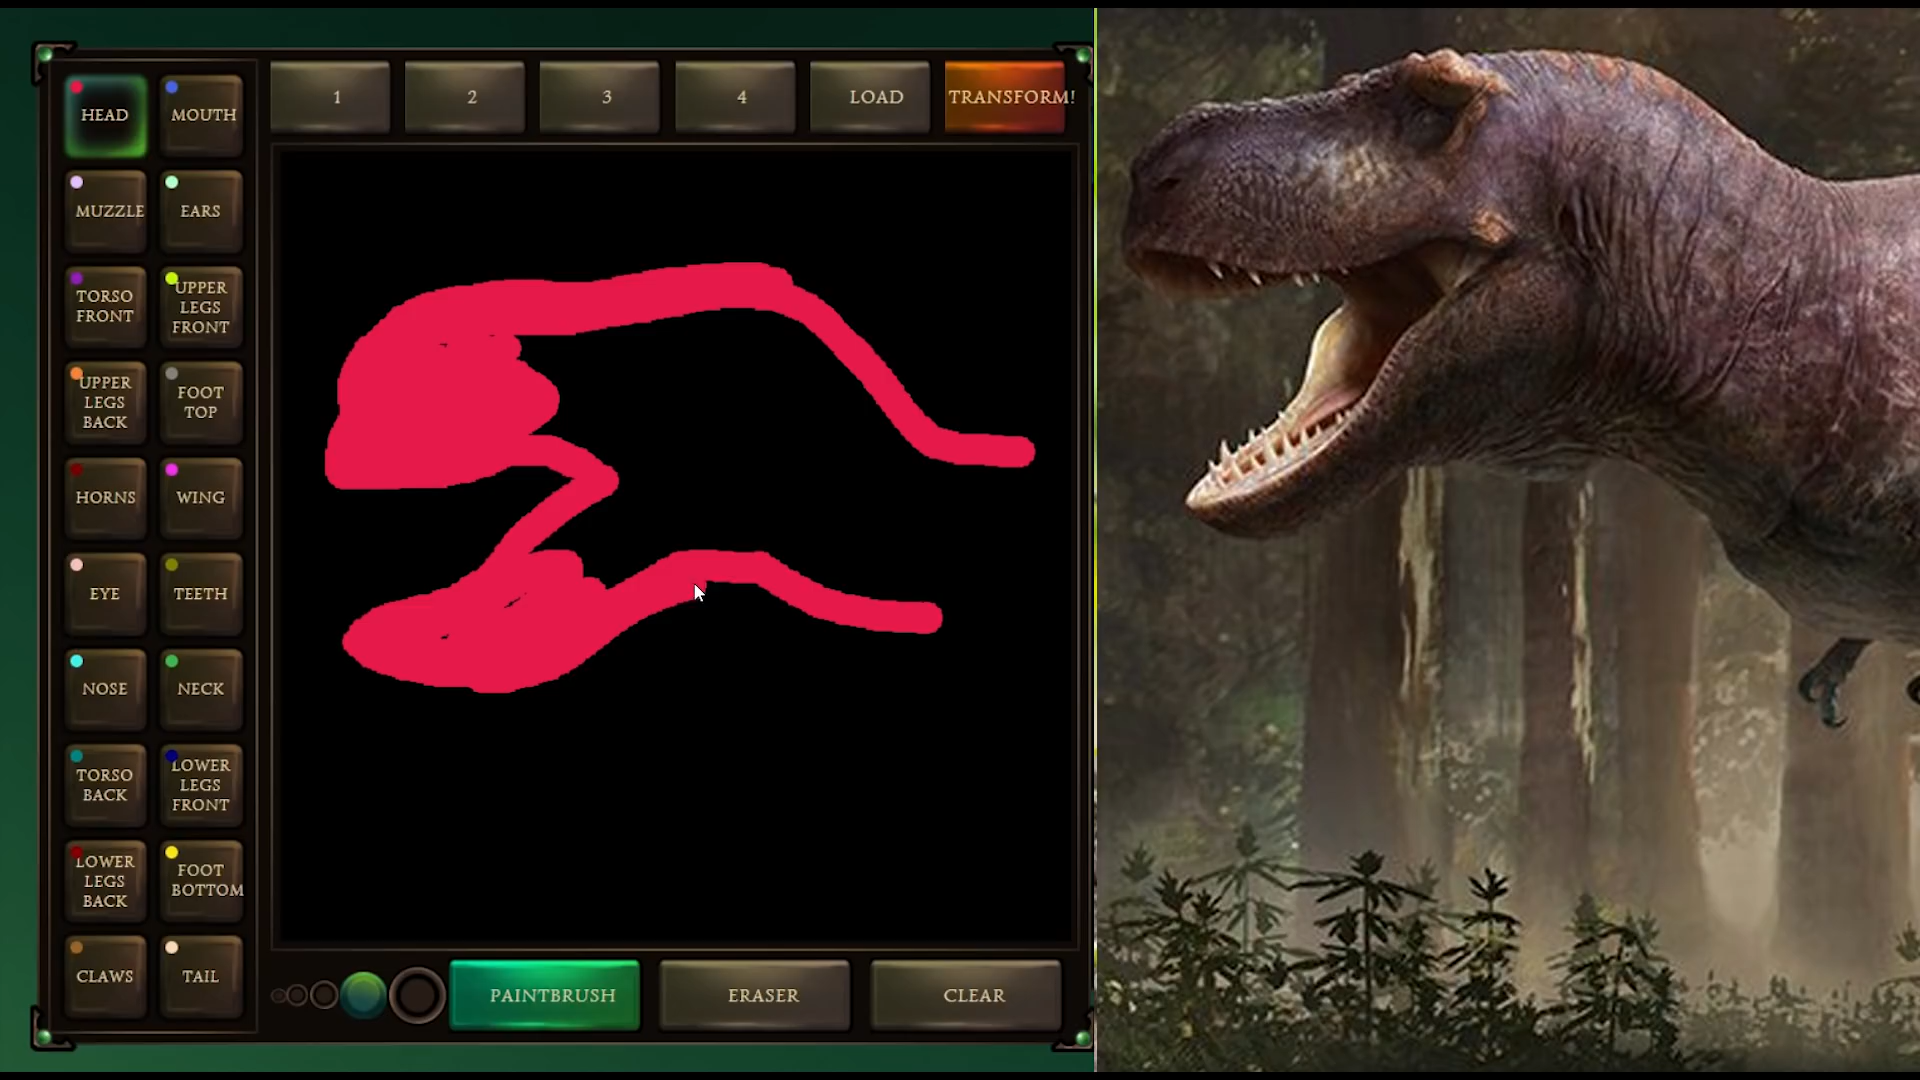 1
2
3
4
LOAD
TRANSFORM!
HEAD
MOUTH
MUZZLE
EARS
TORSO
FRONT
UPPER
LEGS
FRONT
UPPER
LEGS
BACK
FOOT
TOP
HORNS
WING
EYE
TEETH
NOSE
NECK
TORSO
BACK
LOWER
LEGS
FRONT
LOWER
LEGS
BACK
FOOT
BOTTOM
CLAWS
TAIL
PAINTBRUSH
ERASER
CLEAR